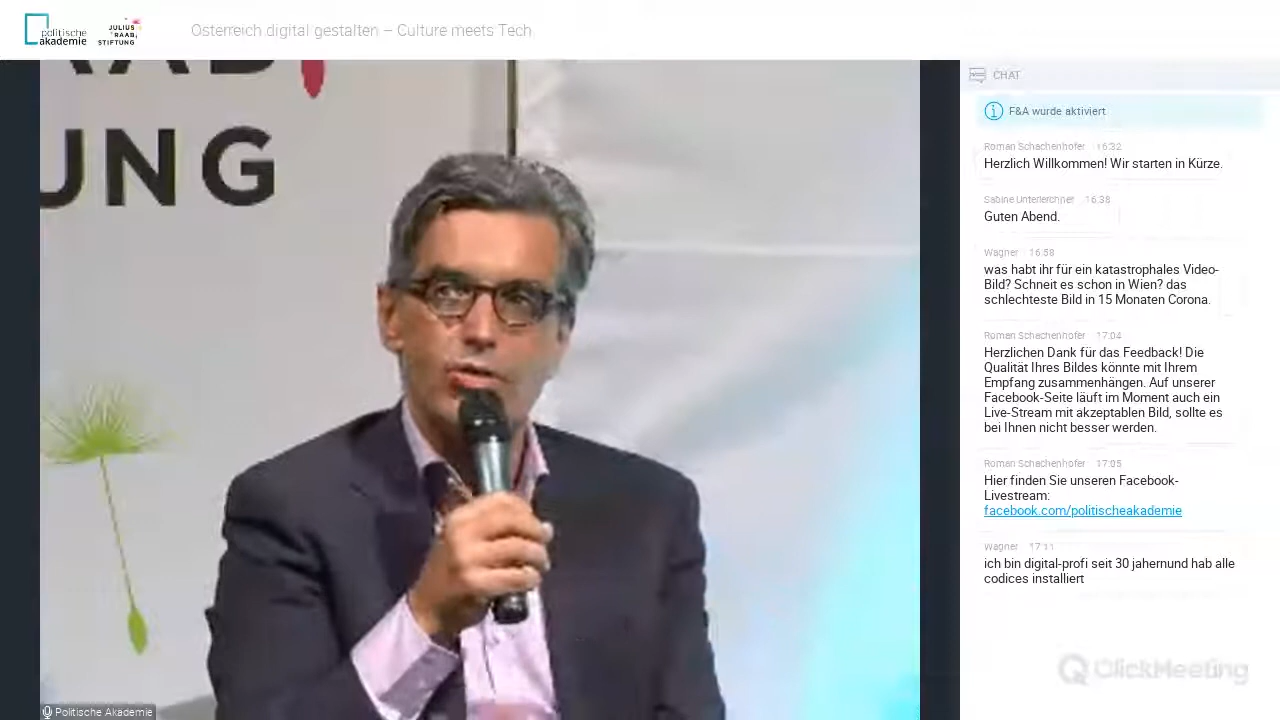 politische
akademie
JULIUS
RAAB
STIFTUNG
Österreich digital gestalten – Culture meets Tech
UNG
CHAT
F&A wurde aktiviert
Roman Schachenhofer 16:32
Herzlich Willkommen! Wir starten in Kürze.
Sabine Unterlerchner 16:38
Guten Abend.
Wagner 16:58
was habt ihr für ein katastrophales Video-
Bild? Schneit es schon in Wien? das
schlechteste Bild in 15 Monaten Corona.
Roman Schachenhofer 17:04
Herzlichen Dank für das Feedback! Die
Qualität Ihres Bildes könnte mit Ihrem
Empfang zusammenhängen. Auf unserer
Facebook-Seite läuft im Moment auch ein
Live-Stream mit akzeptablen Bild, sollte es
bei Ihnen nicht besser werden.
Roman Schachenhofer 17:05
Hier finden Sie unseren Facebook-
Livestream:
facebook.com/politischeakademie
Wagner 17:11
ich bin digital-profi seit 30 jahernund hab alle
codices installiert
ClickMeeting
Politische Akademie